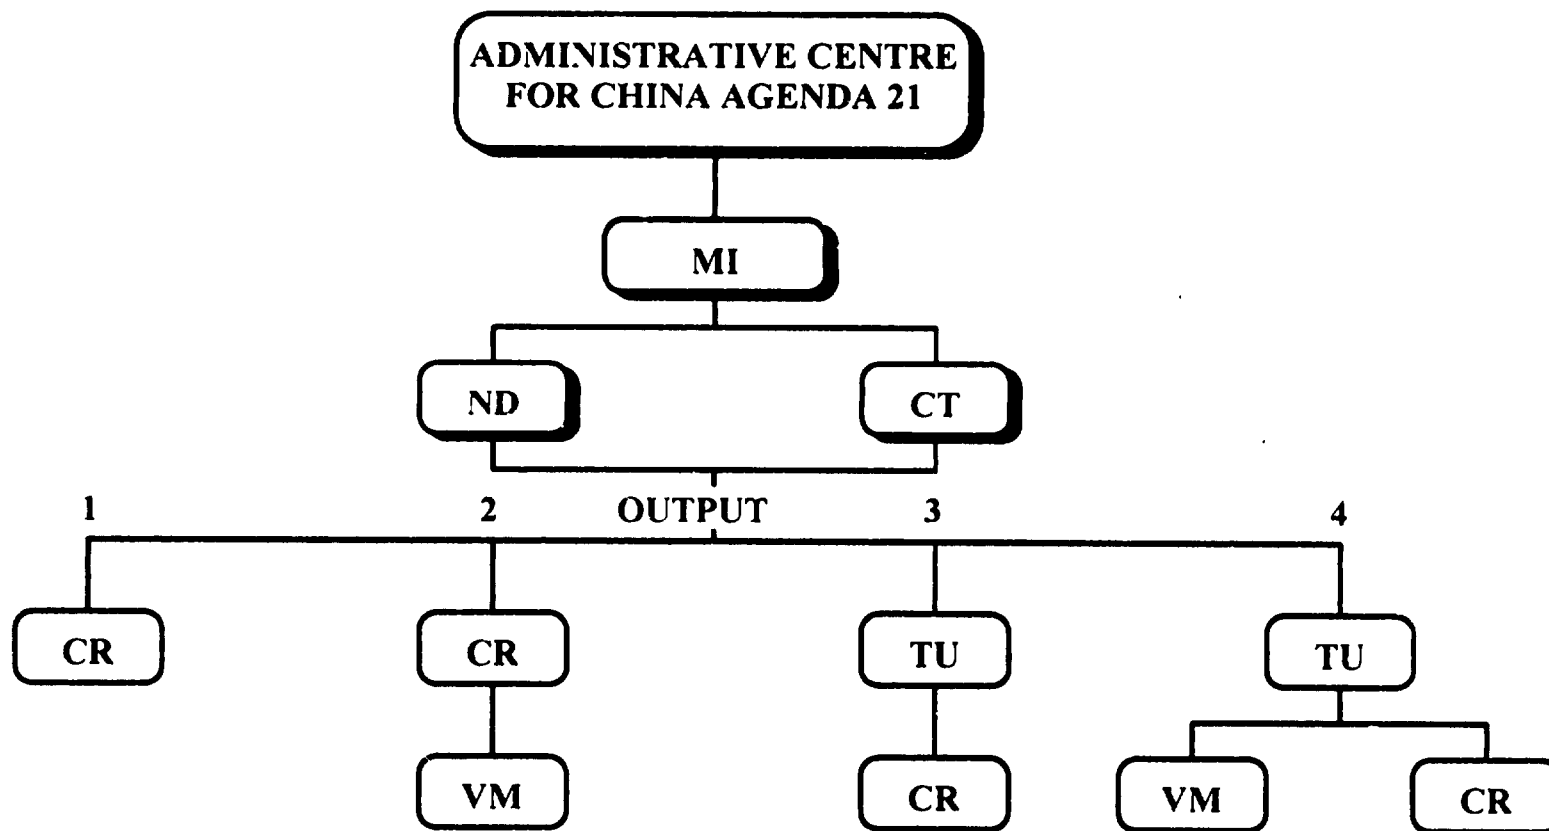 ADMINISTRATIVE CENTRE
FOR CHINA AGENDA 21
MI
ND CT
1 2 OUTPUT 3 4
CR CR TU TU
VM CR VM CR